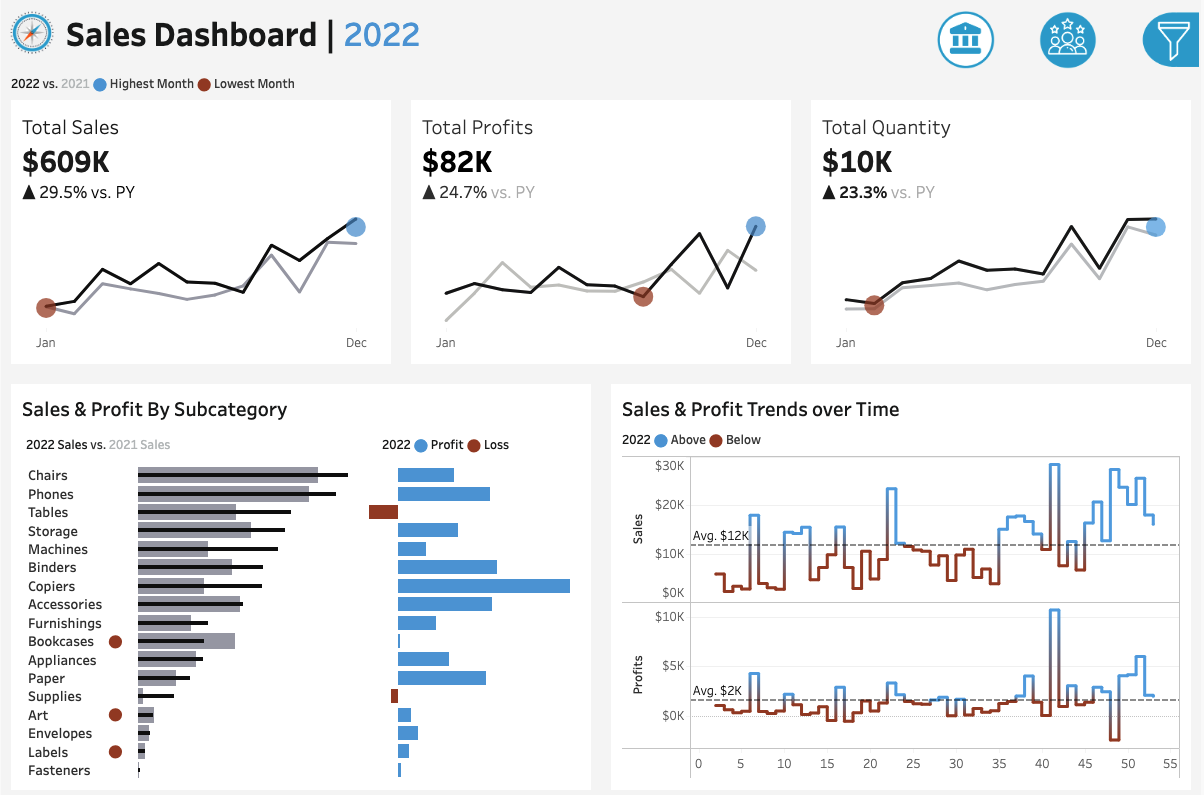 Sales Dashboard | 2022
2022 vs. 2021 Highest Month Lowest Month
Total Sales
$609K
▲ 29.5% vs. PY
Jan Dec
Total Profits
$82K
▲ 24.7% vs. PY
Jan Dec
Total Quantity
$10K
▲ 23.3% vs. PY
Jan Dec
Sales & Profit By Subcategory
2022 Sales vs. 2021 Sales
2022 Profit Loss
Chairs
Phones
Tables
Storage
Machines
Binders
Copiers
Accessories
Furnishings
Bookcases
Appliances
Paper
Supplies
Art
Envelopes
Labels
Fasteners
Sales & Profit Trends over Time
2022 Above Below
Sales
$30K
$20K
Avg. $12K
$10K
$0K
Profits
$10K
$5K
Avg. $2K
$0K
0 5 10 15 20 25 30 35 40 45 50 55